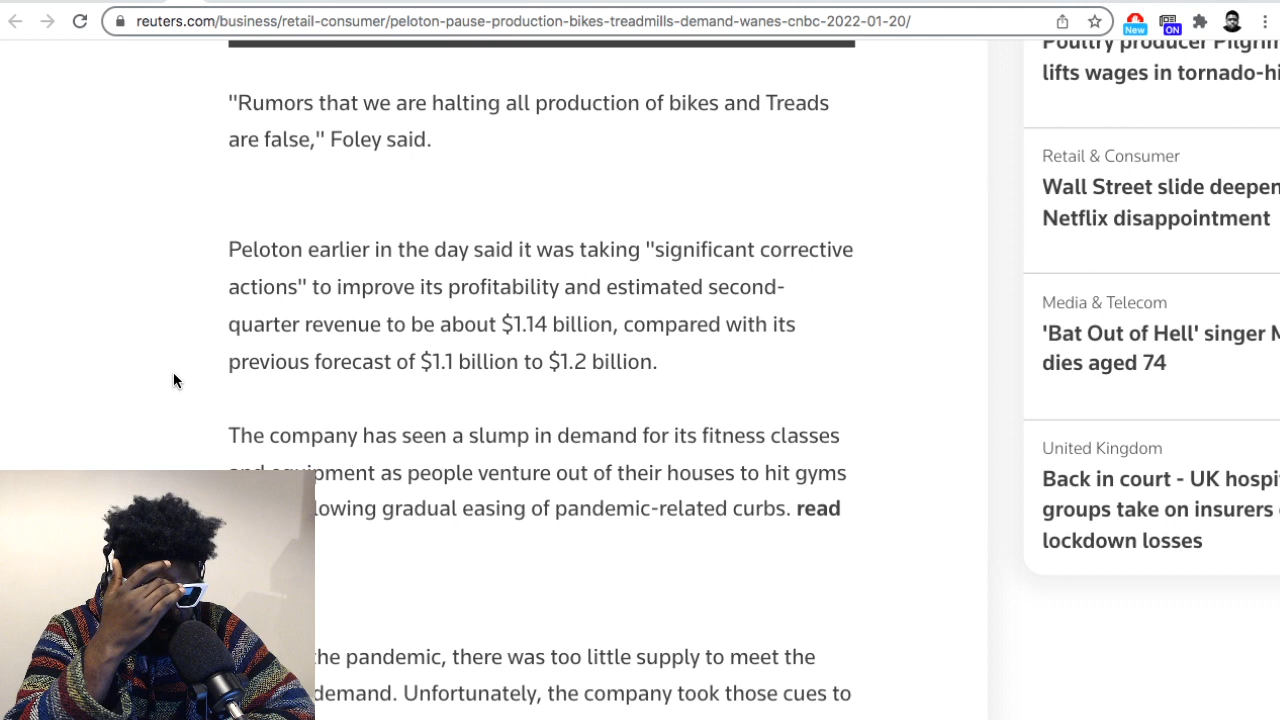 reuters.com/business/retail-consumer/peloton-pause-production-bikes-treadmills-demand-wanes-cnbc-2022-01-20/
New
ON
"Rumors that we are halting all production of bikes and Treads
are false," Foley said.
Peloton earlier in the day said it was taking "significant corrective
actions" to improve its profitability and estimated second-
quarter revenue to be about $1.14 billion, compared with its
previous forecast of $1.1 billion to $1.2 billion.
The company has seen a slump in demand for its fitness classes
and equipment as people venture out of their houses to hit gyms
lowing gradual easing of pandemic-related curbs. read
the pandemic, there was too little supply to meet the
demand. Unfortunately, the company took those cues to
Poultry producer Pilgrim
lifts wages in tornado-hi
Retail & Consumer
Wall Street slide deepen
Netflix disappointment
Media & Telecom
'Bat Out of Hell' singer M
dies aged 74
United Kingdom
Back in court - UK hospi
groups take on insurers
lockdown losses